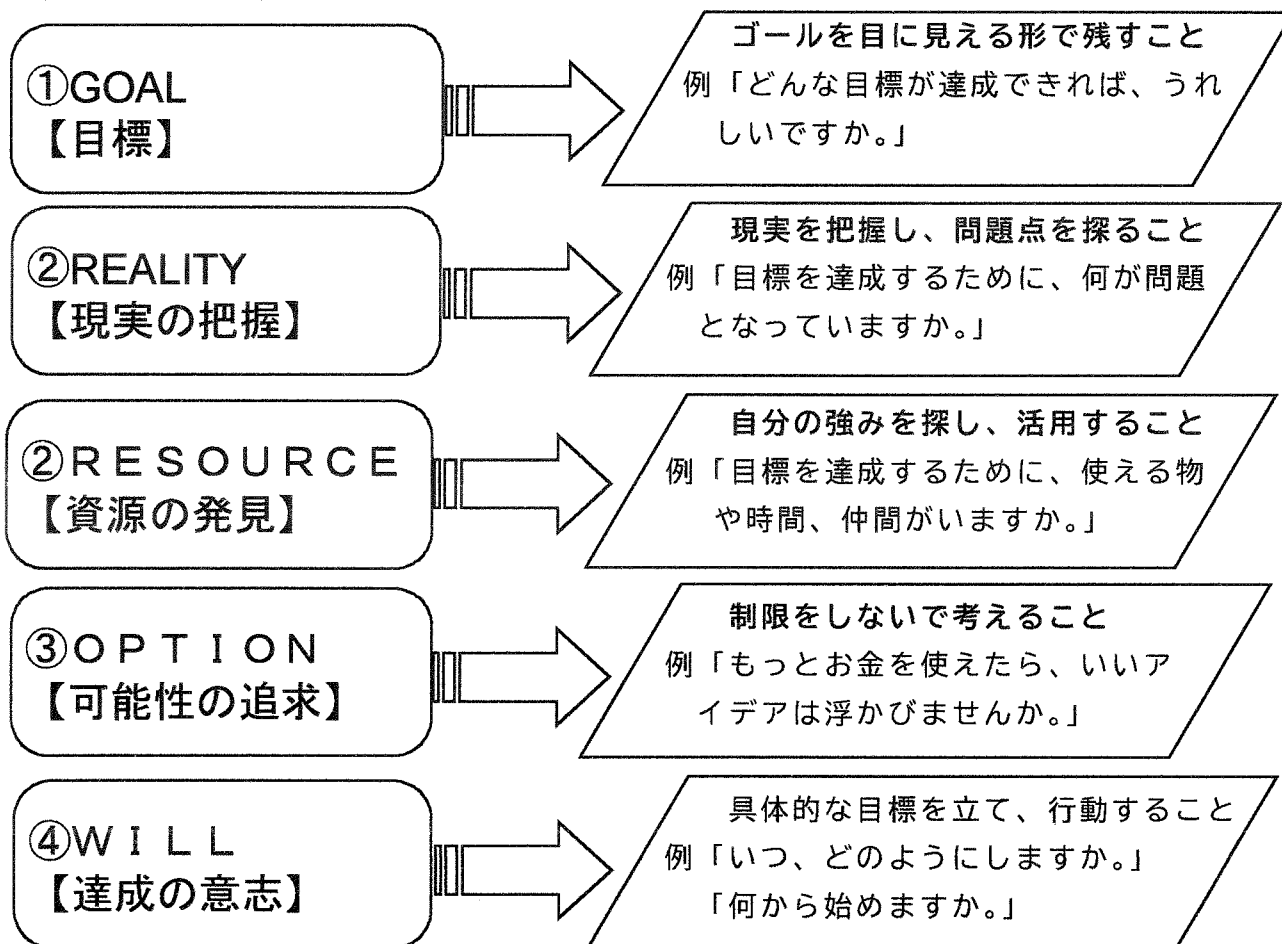 ①GOAL
【目標】
ゴールを目に見える形で残すこと
例「どんな目標が達成できれば、うれ
しいですか。」
②REALITY
【現実の把握】
現実を把握し、問題点を探ること
例「目標を達成するために、何が問題
となっていますか。」
②ＲＥＳＯＵＲＣＥ
【資源の発見】
自分の強みを探し、活用すること
例「目標を達成するために、使える物
や時間、仲間がいますか。」
③ＯＰＴＩＯＮ
【可能性の追求】
制限をしないで考えること
例「もっとお金を使えたら、いいア
イデアは浮かびませんか。」
④ＷＩＬＬ
【達成の意志】
具体的な目標を立て、行動すること
例「いつ、どのようにしますか。」
「何から始めますか。」